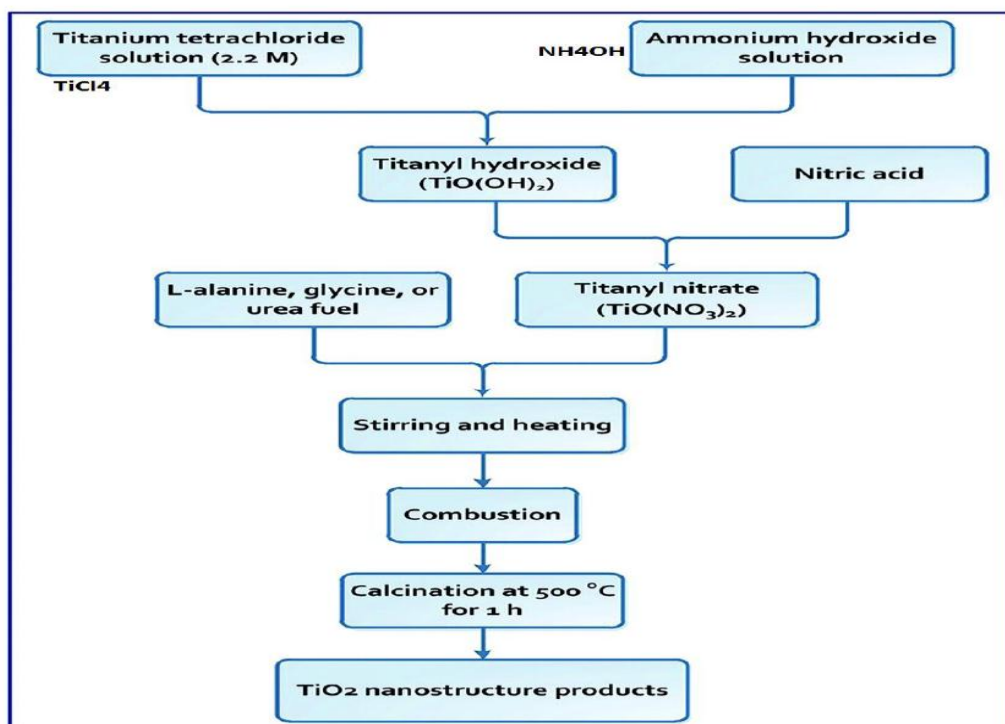 Titanium tetrachloride
solution (2.2 M)
TiCl4
NH4OH
Ammonium hydroxide
solution
Titanyl hydroxide
(TiO(OH)₂)
Nitric acid
L-alanine, glycine, or
urea fuel
Titanyl nitrate
(TiO(NO₃)₂)
Stirring and heating
Combustion
Calcination at 500 °C
for 1 h
TiO2 nanostructure products